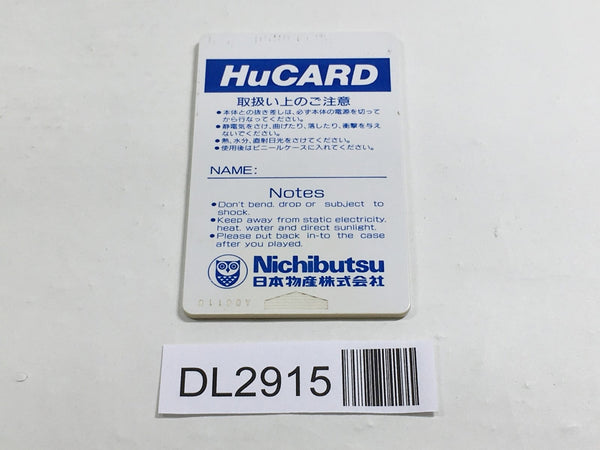 HuCARD
取扱い上のご注意
●本体との抜き差しは、必ず本体の電源を切って
から行なってください。
●静電気をさけ、曲げたり、落したり、衝撃を与え
ないでください。
●熱、水分、直射日光をさけてください。
●使用後はビニールケースに入れてください。
NAME:
Notes
●Don't bend, drop or subject to
shock.
●Keep away from static electricity,
heat, water and direct sunlight.
●Please put back in-to the case
after you played.
Nichibutsu
日本物産株式会社
DL2915